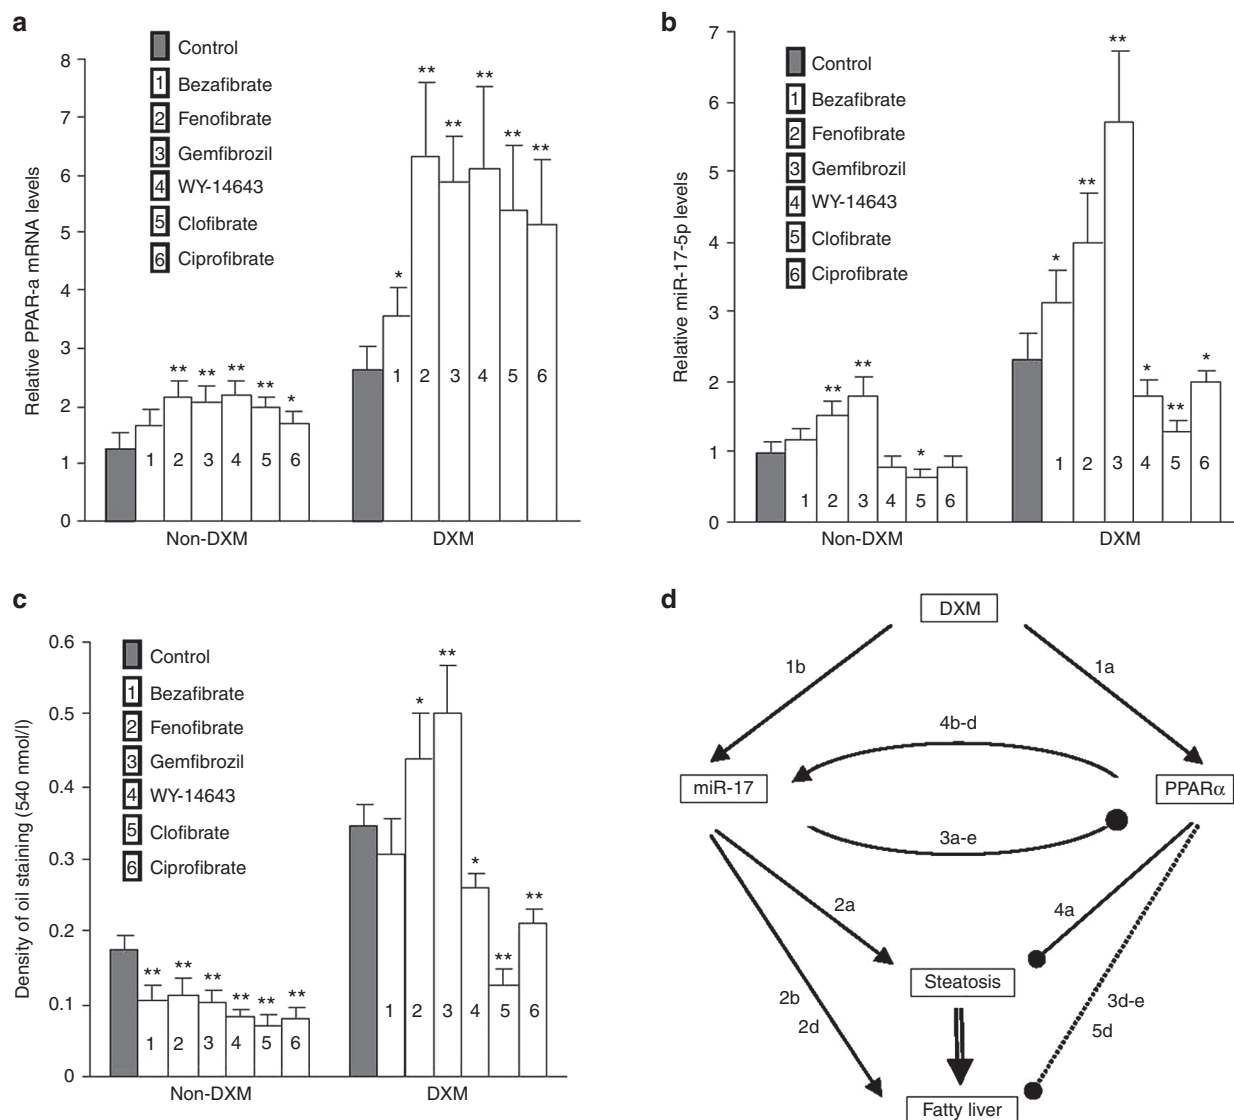 a
Control
1 Bezafibrate
2 Fenofibrate
3 Gemfibrozil
4 WY-14643
5 Clofibrate
6 Ciprofibrate
Relative PPAR-a mRNA levels
8
7
6
5
4
3
2
1
0
** ** ** ** ** *
1 2 3 4 5 6
* ** ** ** ** **
1 2 3 4 5 6
Non-DXM DXM
b
Control
1 Bezafibrate
2 Fenofibrate
3 Gemfibrozil
4 WY-14643
5 Clofibrate
6 Ciprofibrate
Relative miR-17-5p levels
7
6
5
4
3
2
1
0
** ** *
1 2 3 4 5 6
* ** ** * ** *
1 2 3 4 5 6
Non-DXM DXM
c
Control
1 Bezafibrate
2 Fenofibrate
3 Gemfibrozil
4 WY-14643
5 Clofibrate
6 Ciprofibrate
Density of oil staining (540 nmol/l)
0.6
0.5
0.4
0.3
0.2
0.1
0
** ** ** ** ** **
1 2 3 4 5 6
* ** * ** **
1 2 3 4 5 6
Non-DXM DXM
d
DXM
1b 1a
4b-d
miR-17 PPARα
3a-e
2a 4a
Steatosis
2b 3d-e
2d 5d
Fatty liver